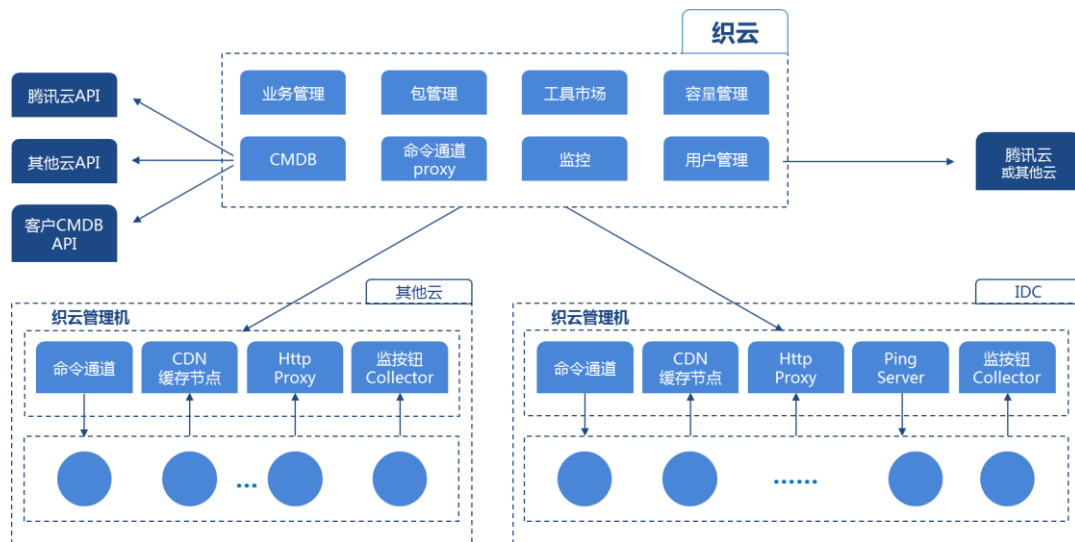 织云
腾讯云API
其他云API
客户CMDB
API
业务管理
包管理
工具市场
容量管理
CMDB
命令通道
proxy
监控
用户管理
腾讯云
或其他云
其他云
织云管理机
命令通道
CDN
缓存节点
Http
Proxy
监按钮
Collector
...
IDC
织云管理机
命令通道
CDN
缓存节点
Http
Proxy
Ping
Server
监按钮
Collector
......